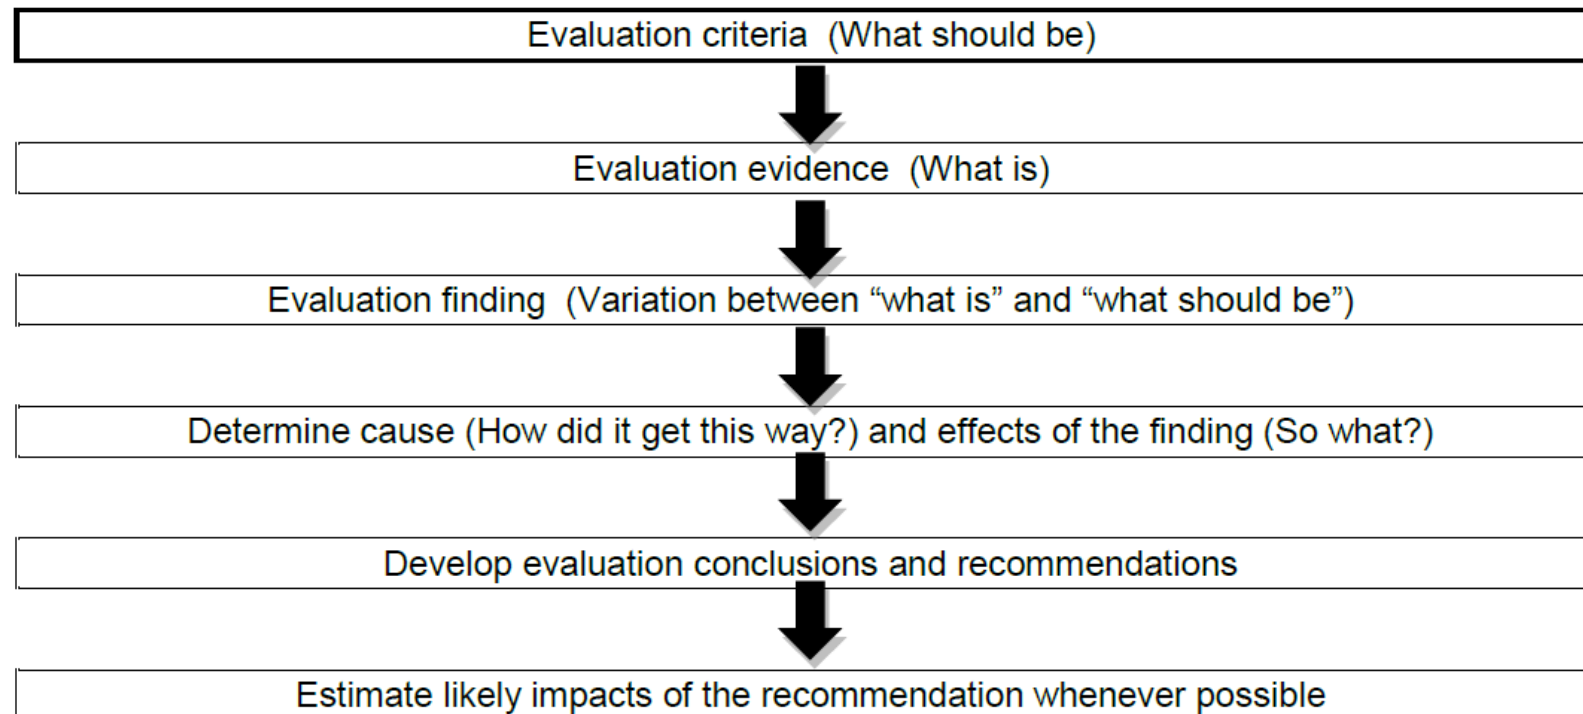 Evaluation criteria  (What should be)
Evaluation evidence  (What is)
Evaluation finding  (Variation between “what is” and “what should be”)
Determine cause (How did it get this way?) and effects of the finding (So what?)
Develop evaluation conclusions and recommendations
Estimate likely impacts of the recommendation whenever possible